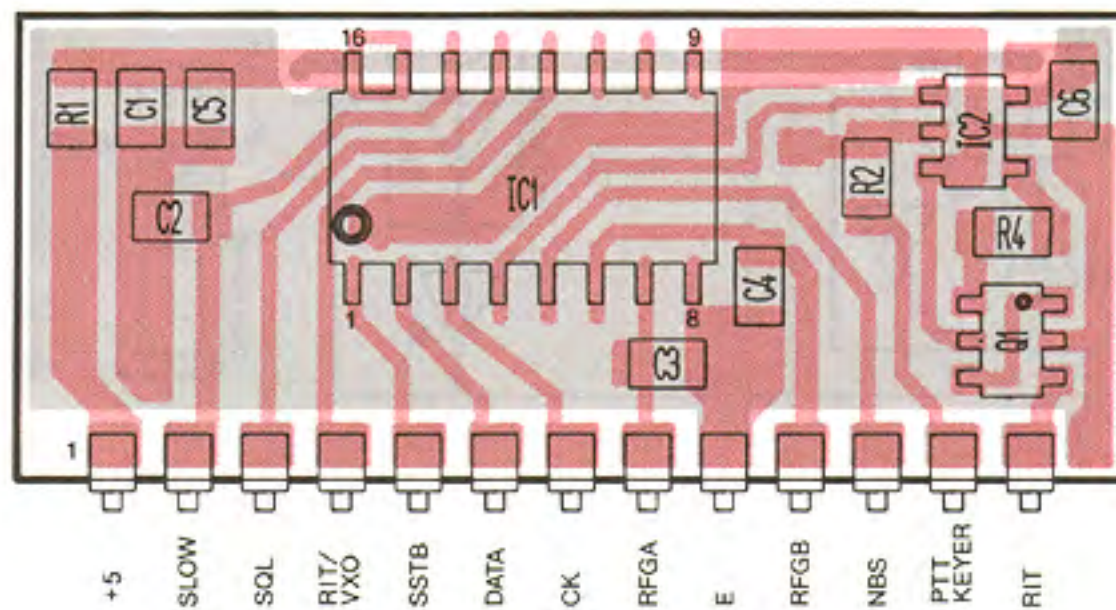 16
9
R1
C1
C5
C2
IC1
R2
IC2
C6
R4
C4
C3
Q1
1
8
1
+5
SLOW
SQL
RIT/
VXO
SSTB
DATA
CK
RFGA
E
RFGB
NBS
PTT
KEYER
RIT